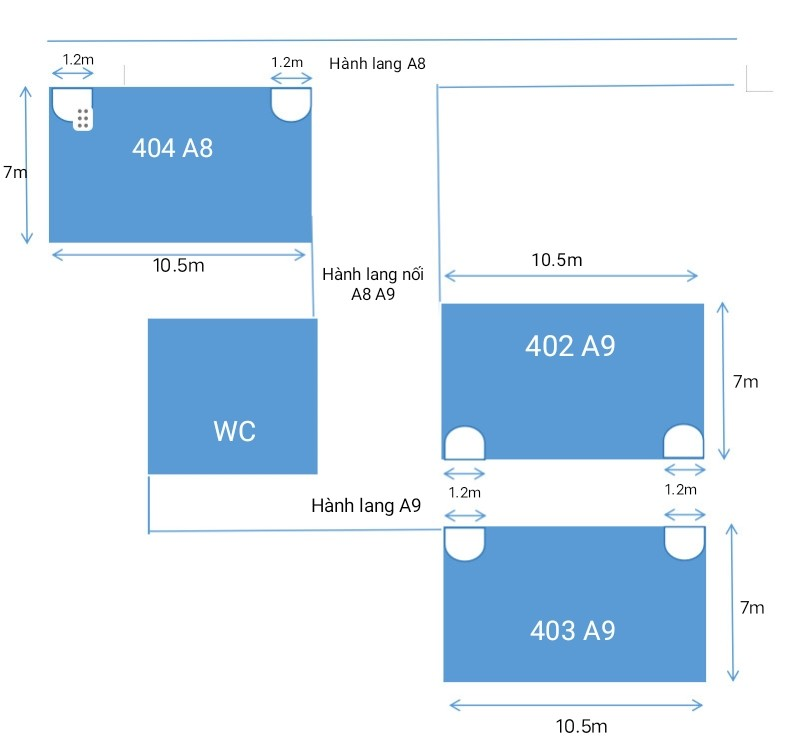 1.2m
1.2m
Hành lang A8
404 A8
7m
10.5m
Hành lang nối
A8 A9
10.5m
402 A9
7m
WC
1.2m
1.2m
Hành lang A9
403 A9
7m
10.5m